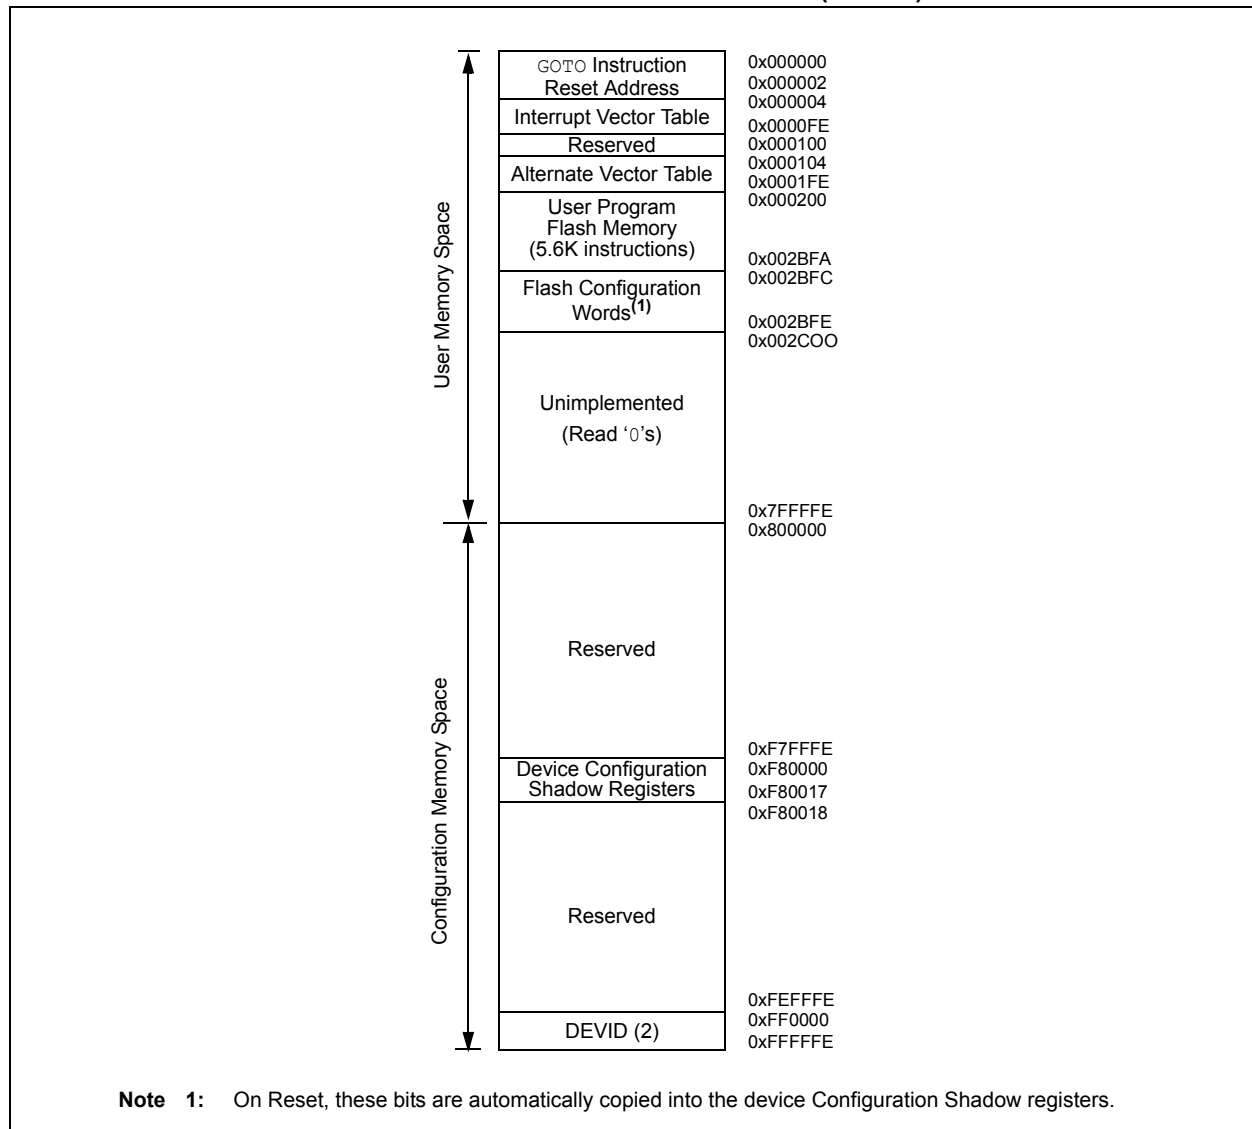 GOTO Instruction
Reset Address
0x000000
0x000002
0x000004
Interrupt Vector Table
0x0000FE
Reserved
0x000100
0x000104
Alternate Vector Table
0x0001FE
0x000200
User Program
Flash Memory
(5.6K instructions)
0x002BFA
0x002BFC
Flash Configuration
Words(1)
0x002BFE
0x002COO
User Memory Space
Unimplemented
(Read ‘0’s)
0x7FFFFE
0x800000
Reserved
0xF7FFFE
Device Configuration
Shadow Registers
0xF80000
0xF80017
0xF80018
Configuration Memory Space
Reserved
0xFEFFFE
0xFF0000
DEVID (2)
0xFFFFFE
Note 1: On Reset, these bits are automatically copied into the device Configuration Shadow registers.